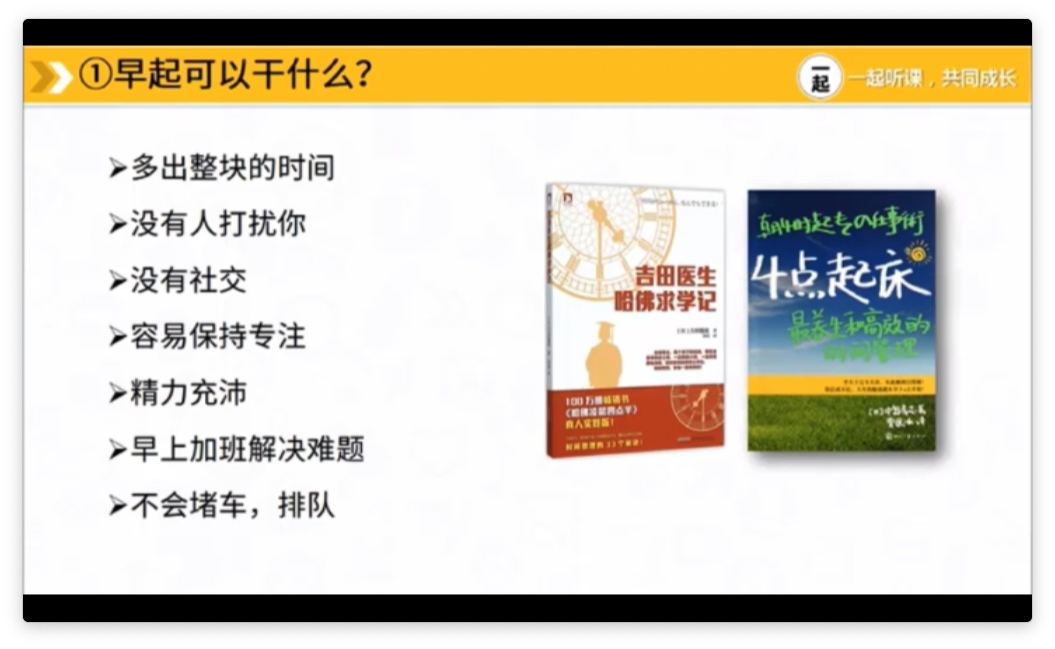 ①早起可以干什么？
一起
一起听课，共同成长
➢多出整块的时间
➢没有人打扰你
➢没有社交
➢容易保持专注
➢精力充沛
➢早上加班解决难题
➢不会堵车，排队
吉田医生
哈佛求学记
100万册畅销书
《哈佛凌晨四点半》
真人实践版！
朝4時起きの仕事術
4点起床
最养生和高效的
时间管理